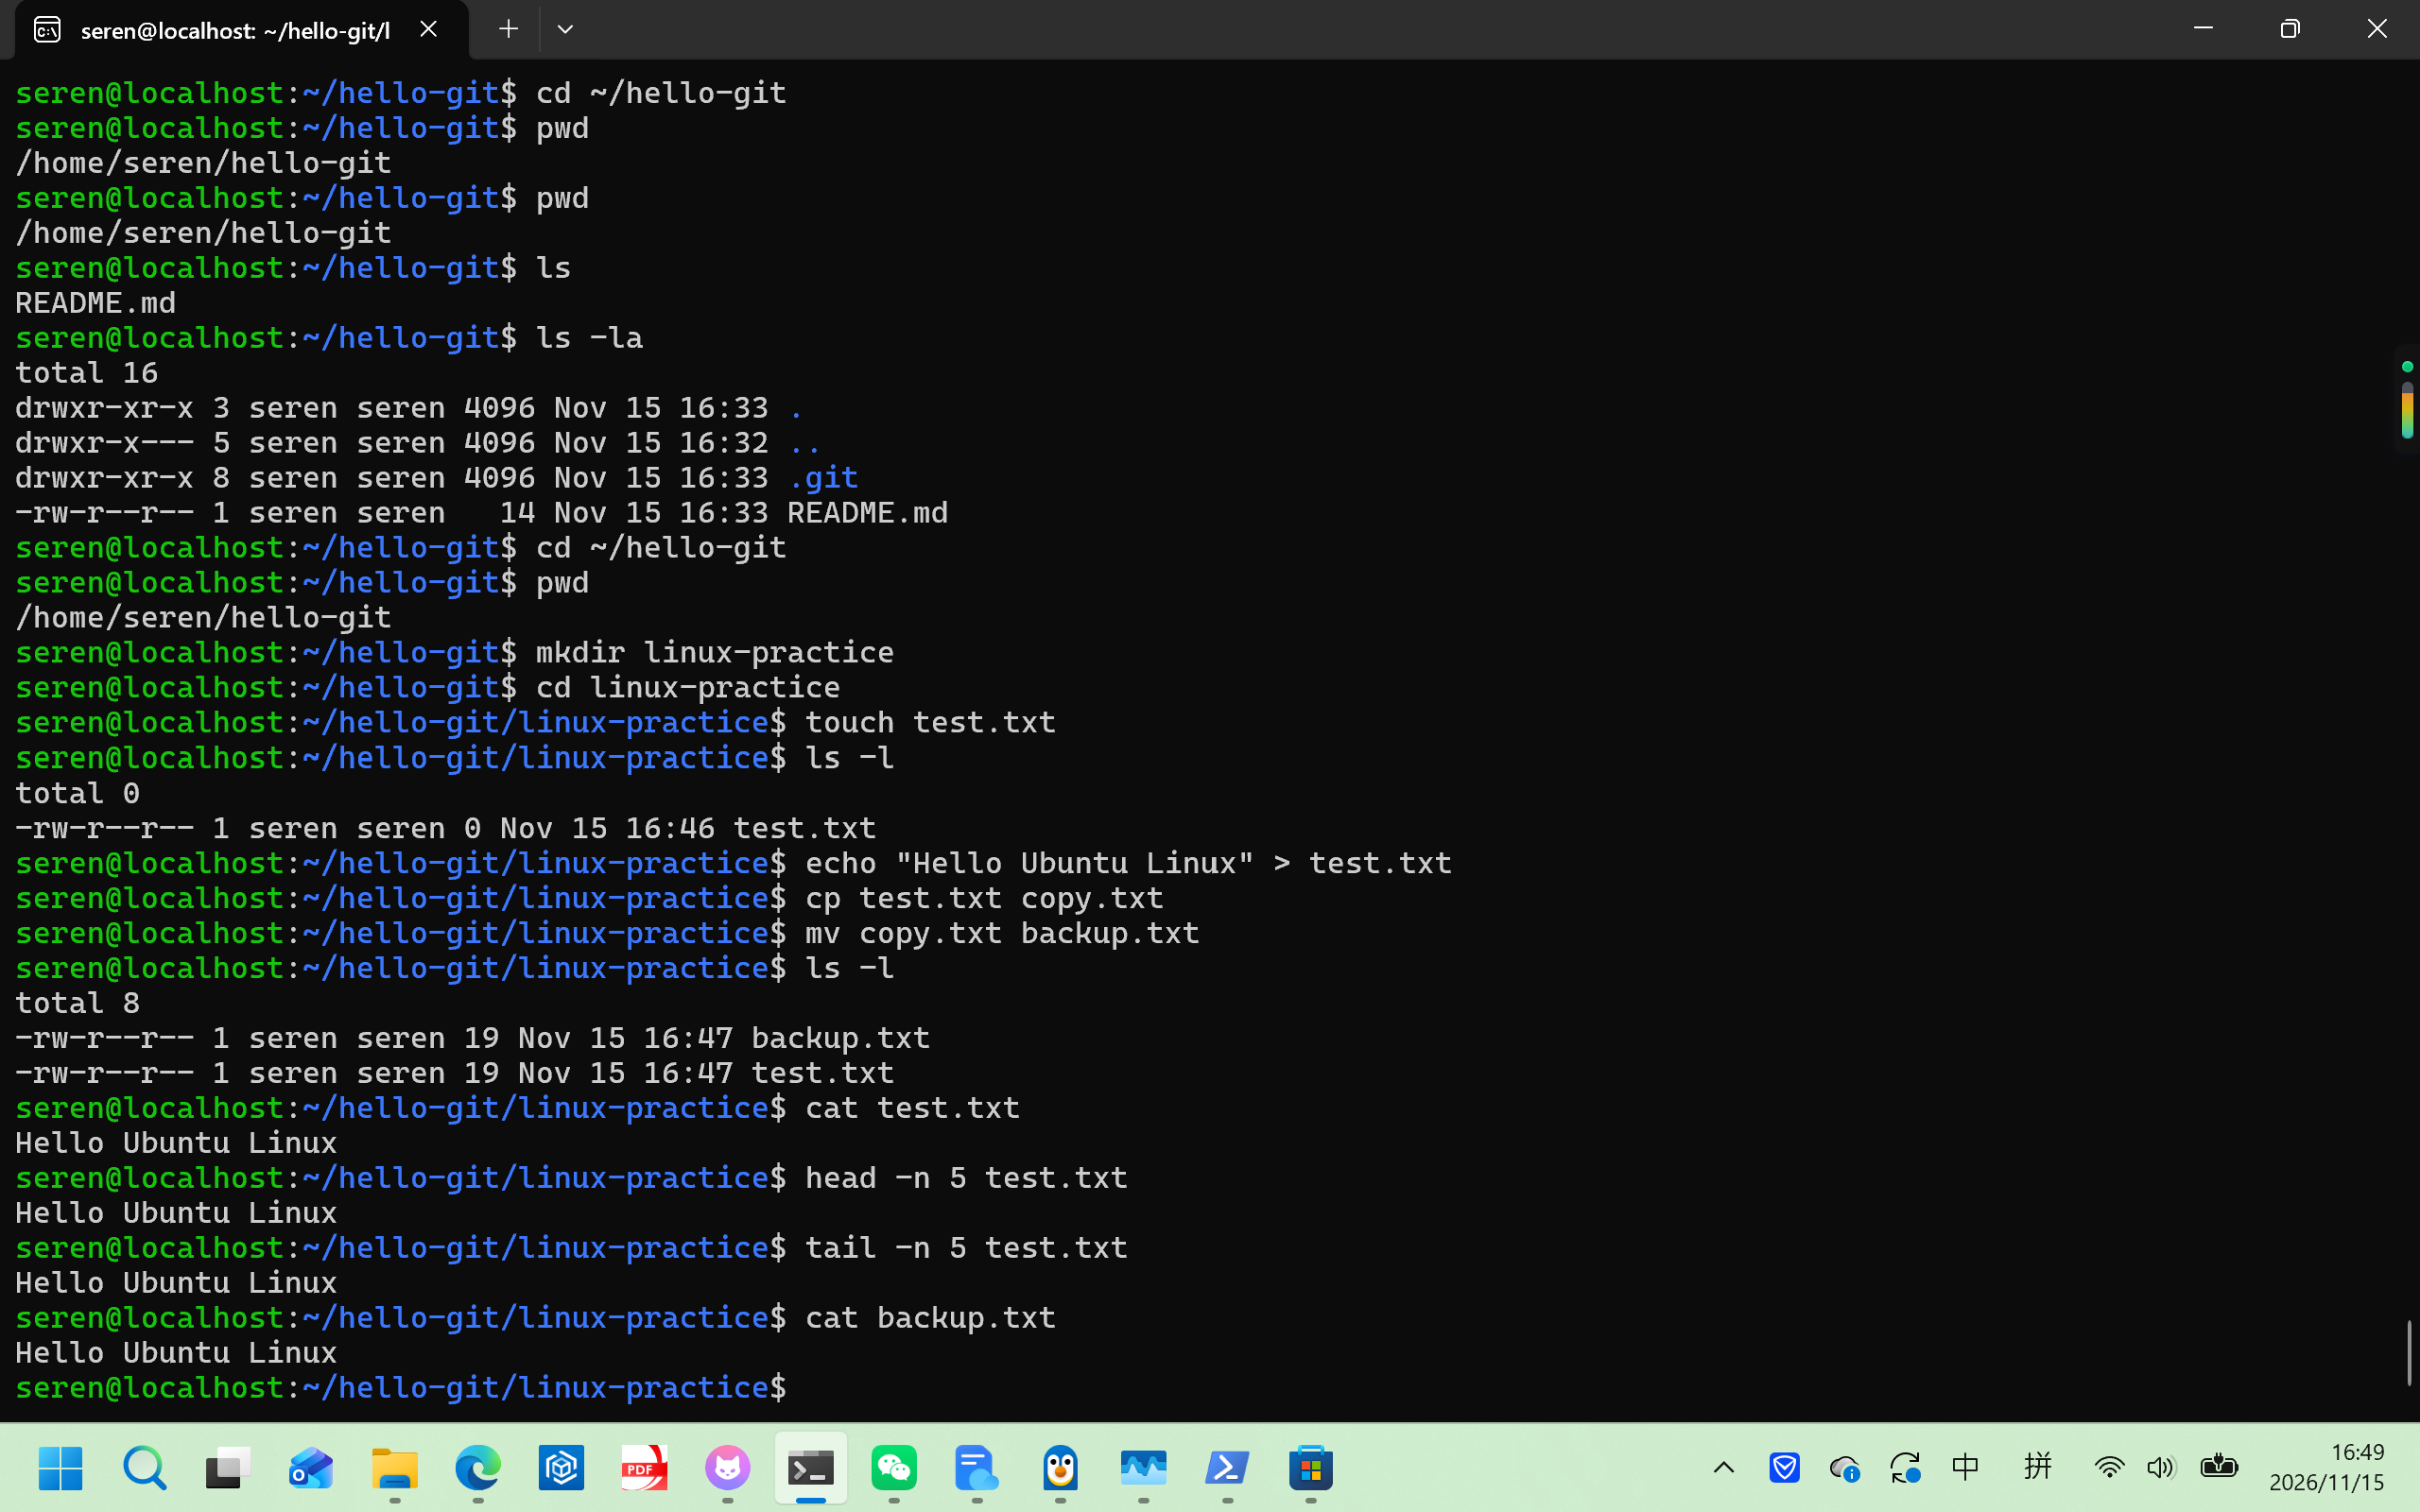 seren@localhost: ~/hello-git/l
seren@localhost:~/hello-git$ cd ~/hello-git
seren@localhost:~/hello-git$ pwd
/home/seren/hello-git
seren@localhost:~/hello-git$ pwd
/home/seren/hello-git
seren@localhost:~/hello-git$ ls
README.md
seren@localhost:~/hello-git$ ls -la
total 16
drwxr-xr-x 3 seren seren 4096 Nov 15 16:33 .
drwxr-x--- 5 seren seren 4096 Nov 15 16:32 ..
drwxr-xr-x 8 seren seren 4096 Nov 15 16:33 .git
-rw-r--r-- 1 seren seren   14 Nov 15 16:33 README.md
seren@localhost:~/hello-git$ cd ~/hello-git
seren@localhost:~/hello-git$ pwd
/home/seren/hello-git
seren@localhost:~/hello-git$ mkdir linux-practice
seren@localhost:~/hello-git$ cd linux-practice
seren@localhost:~/hello-git/linux-practice$ touch test.txt
seren@localhost:~/hello-git/linux-practice$ ls -l
total 0
-rw-r--r-- 1 seren seren 0 Nov 15 16:46 test.txt
seren@localhost:~/hello-git/linux-practice$ echo "Hello Ubuntu Linux" > test.txt
seren@localhost:~/hello-git/linux-practice$ cp test.txt copy.txt
seren@localhost:~/hello-git/linux-practice$ mv copy.txt backup.txt
seren@localhost:~/hello-git/linux-practice$ ls -l
total 8
-rw-r--r-- 1 seren seren 19 Nov 15 16:47 backup.txt
-rw-r--r-- 1 seren seren 19 Nov 15 16:47 test.txt
seren@localhost:~/hello-git/linux-practice$ cat test.txt
Hello Ubuntu Linux
seren@localhost:~/hello-git/linux-practice$ head -n 5 test.txt
Hello Ubuntu Linux
seren@localhost:~/hello-git/linux-practice$ tail -n 5 test.txt
Hello Ubuntu Linux
seren@localhost:~/hello-git/linux-practice$ cat backup.txt
Hello Ubuntu Linux
seren@localhost:~/hello-git/linux-practice$
PDF
中 拼
16:49
2026/11/15